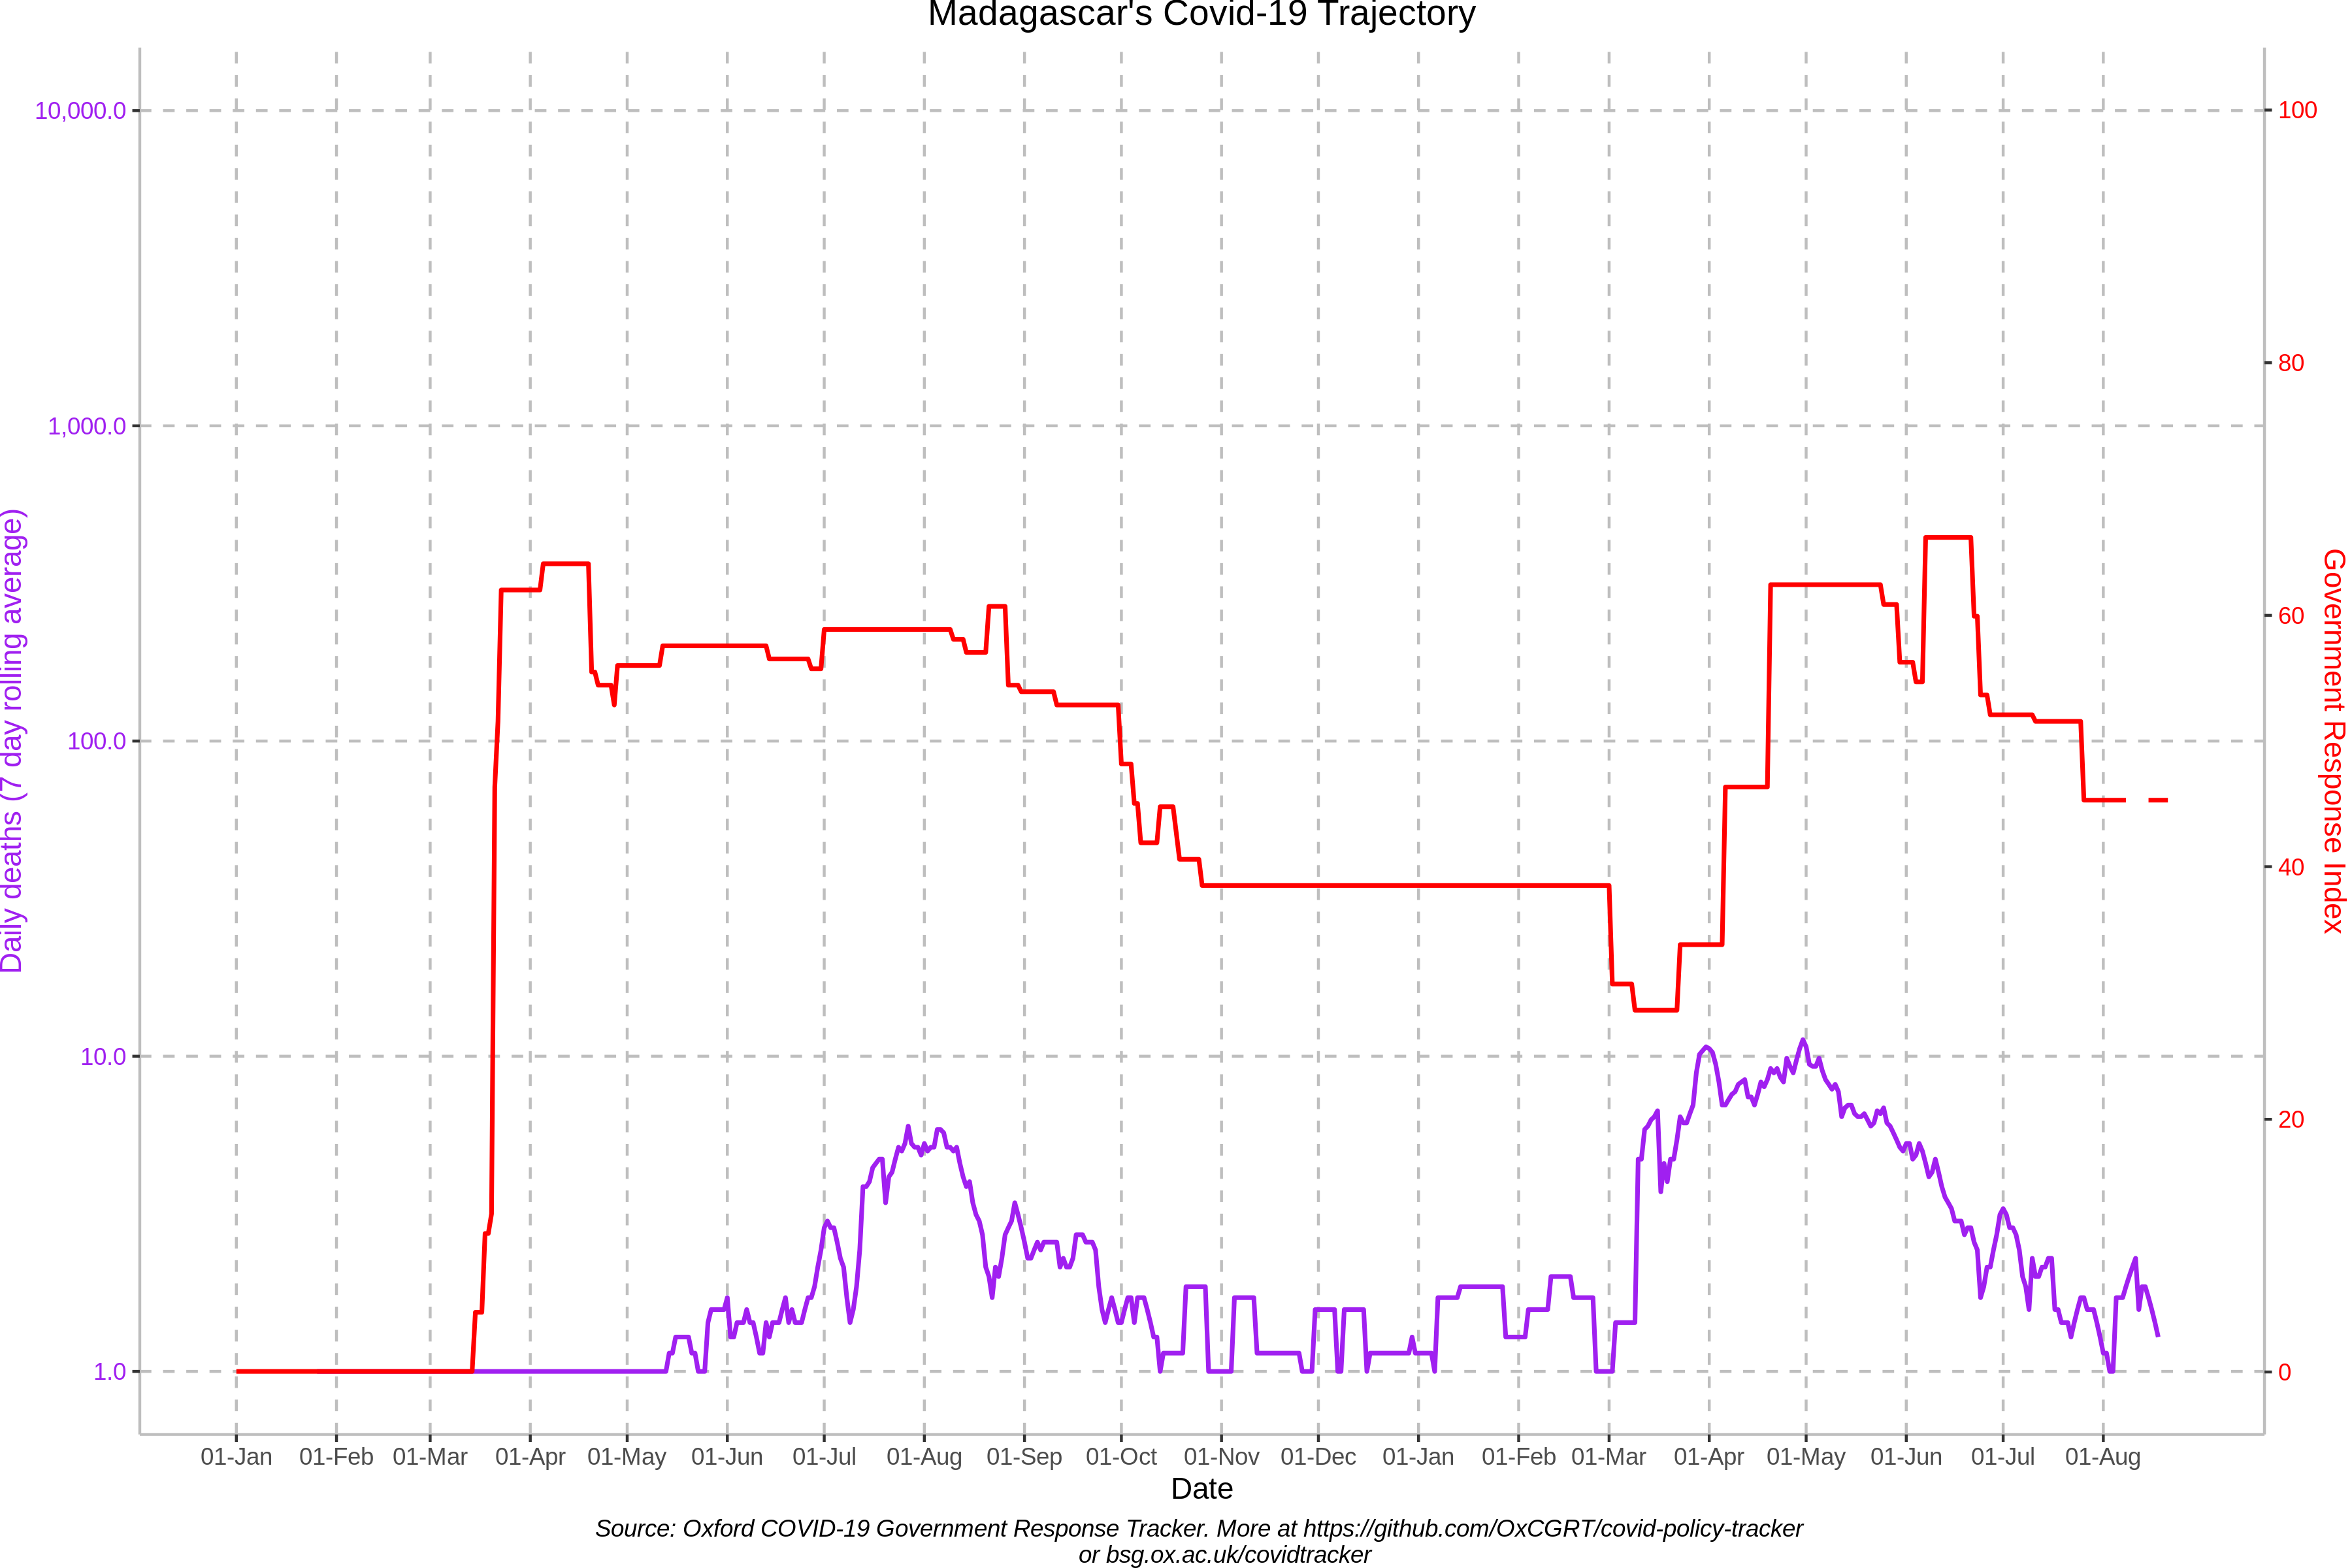 Madagascar's Covid-19 Trajectory
10,000.0
1,000.0
100.0
10.0
1.0
Daily deaths (7 day rolling average)
100
80
60
40
20
0
Government Response Index
01-Jan 01-Feb 01-Mar 01-Apr 01-May 01-Jun 01-Jul 01-Aug 01-Sep 01-Oct 01-Nov 01-Dec 01-Jan 01-Feb 01-Mar 01-Apr 01-May 01-Jun 01-Jul 01-Aug
Date
Source: Oxford COVID-19 Government Response Tracker. More at https://github.com/OxCGRT/covid-policy-tracker
or bsg.ox.ac.uk/covidtracker